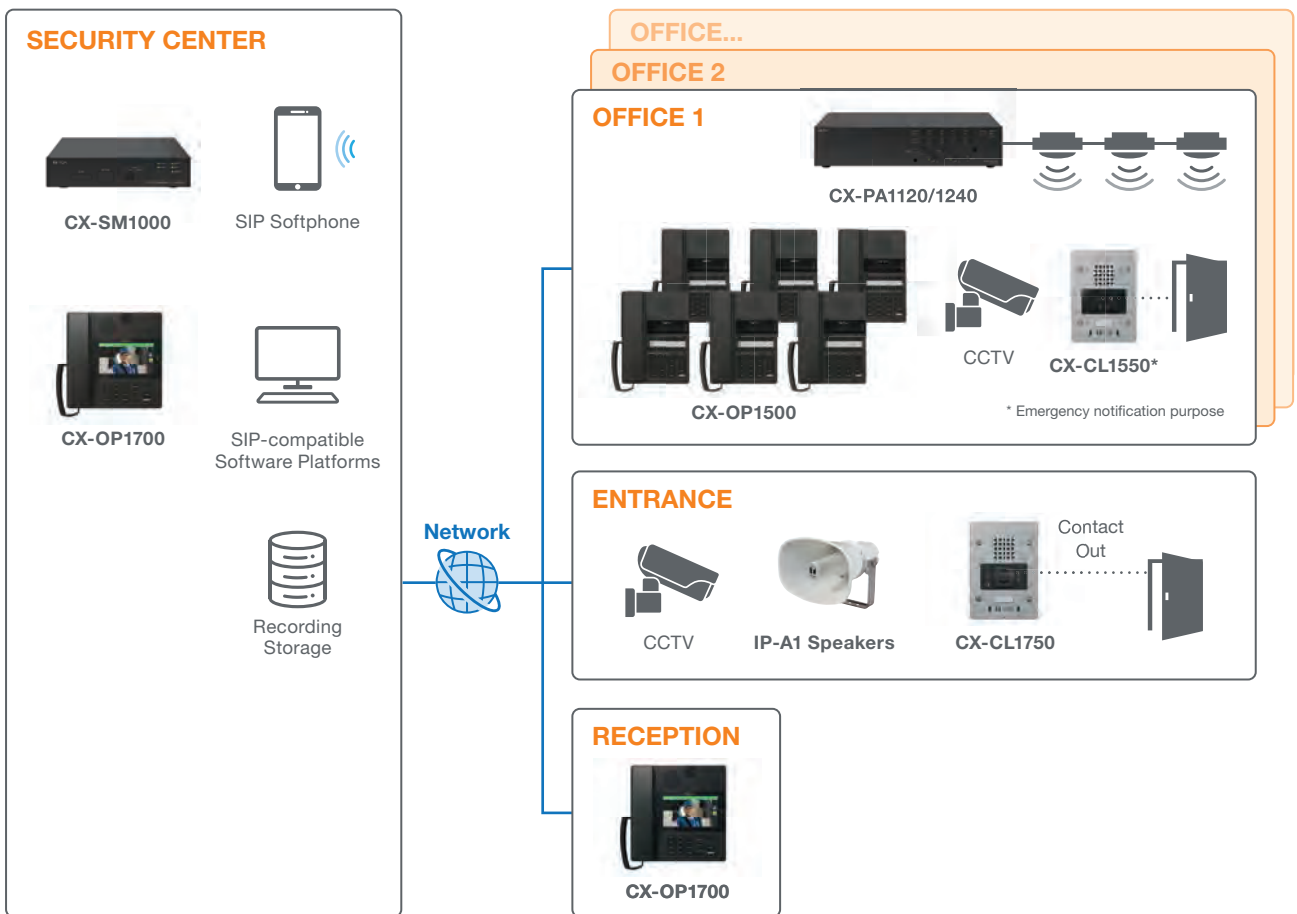 SECURITY CENTER
CX-SM1000
SIP Softphone
CX-OP1700
SIP-compatible
Software Platforms
Recording
Storage
Network
OFFICE...
OFFICE 2
OFFICE 1
CX-PA1120/1240
CX-OP1500
CCTV
CX-CL1550*
* Emergency notification purpose
ENTRANCE
CCTV
IP-A1 Speakers
CX-CL1750
Contact
Out
RECEPTION
CX-OP1700